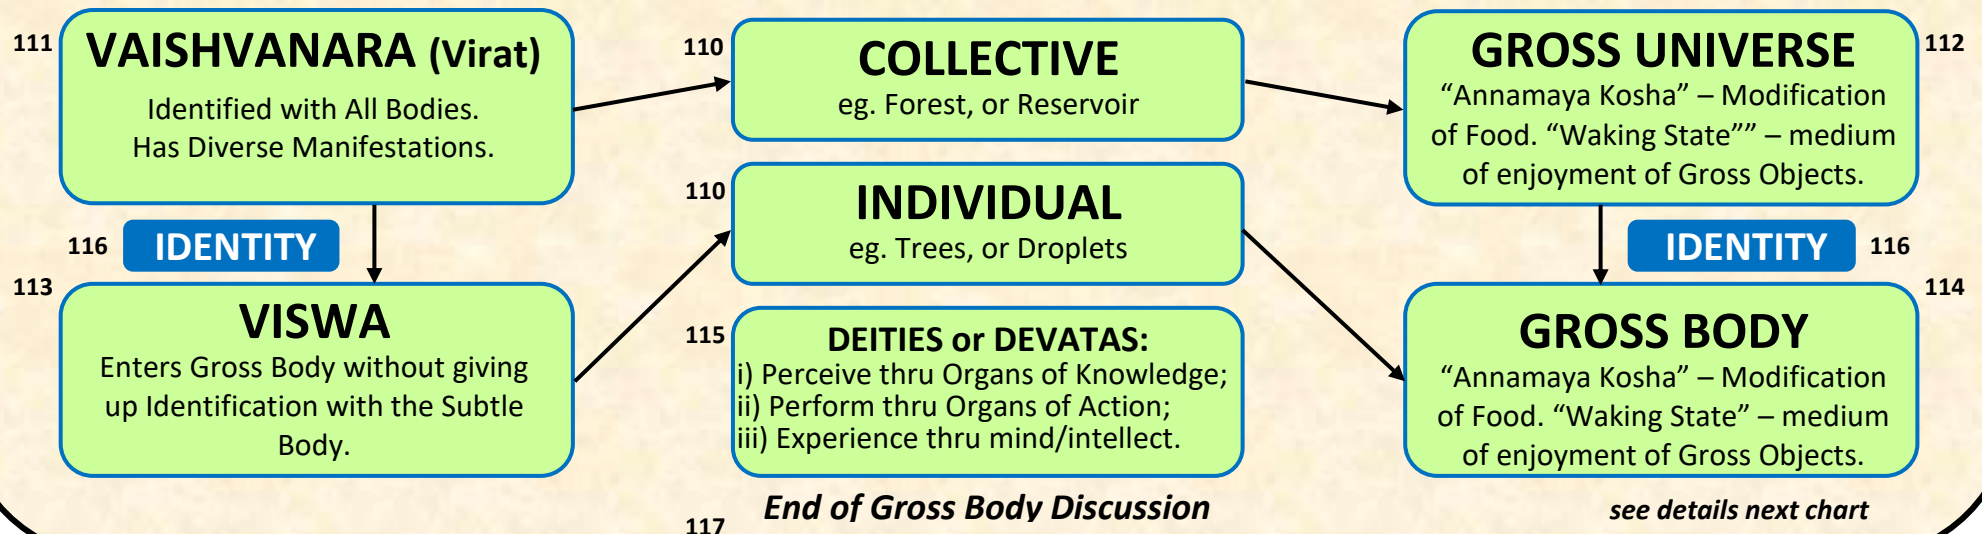 111
VAISHVANARA (Virat)
Identified with All Bodies.
Has Diverse Manifestations.
110
COLLECTIVE
eg. Forest, or Reservoir
112
GROSS UNIVERSE
“Annamaya Kosha” – Modification
of Food. “Waking State”” – medium
of enjoyment of Gross Objects.
116
IDENTITY
110
INDIVIDUAL
eg. Trees, or Droplets
IDENTITY
116
113
VISWA
Enters Gross Body without giving
up Identification with the Subtle
Body.
115
DEITIES or DEVATAS:
i) Perceive thru Organs of Knowledge;
ii) Perform thru Organs of Action;
iii) Experience thru mind/intellect.
114
GROSS BODY
“Annamaya Kosha” – Modification
of Food. “Waking State” – medium
of enjoyment of Gross Objects.
117
End of Gross Body Discussion
see details next chart